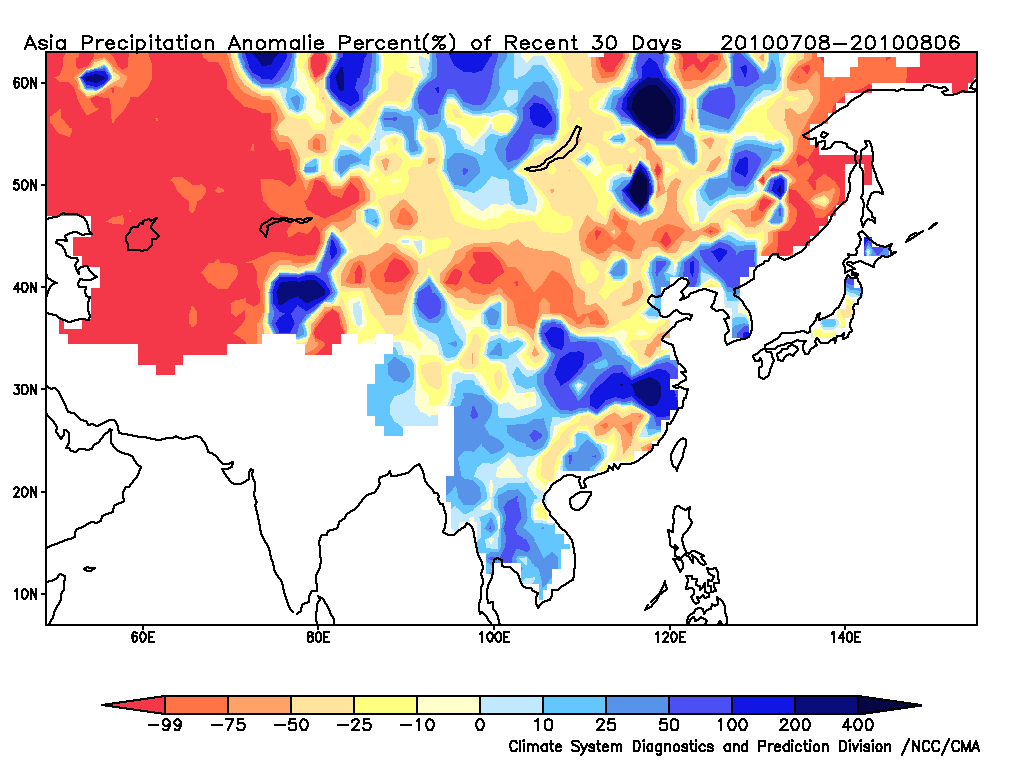 Asia Precipitation Anomalie Percent(%) of Recent 30 Days 20100708-20100806
60N
50N
40N
30N
20N
10N
60E 80E 100E 120E 140E
-99 -75 -50 -25 -10 0 10 25 50 100 200 400
Climate System Diagnostics and Prediction Division /NCC/CMA